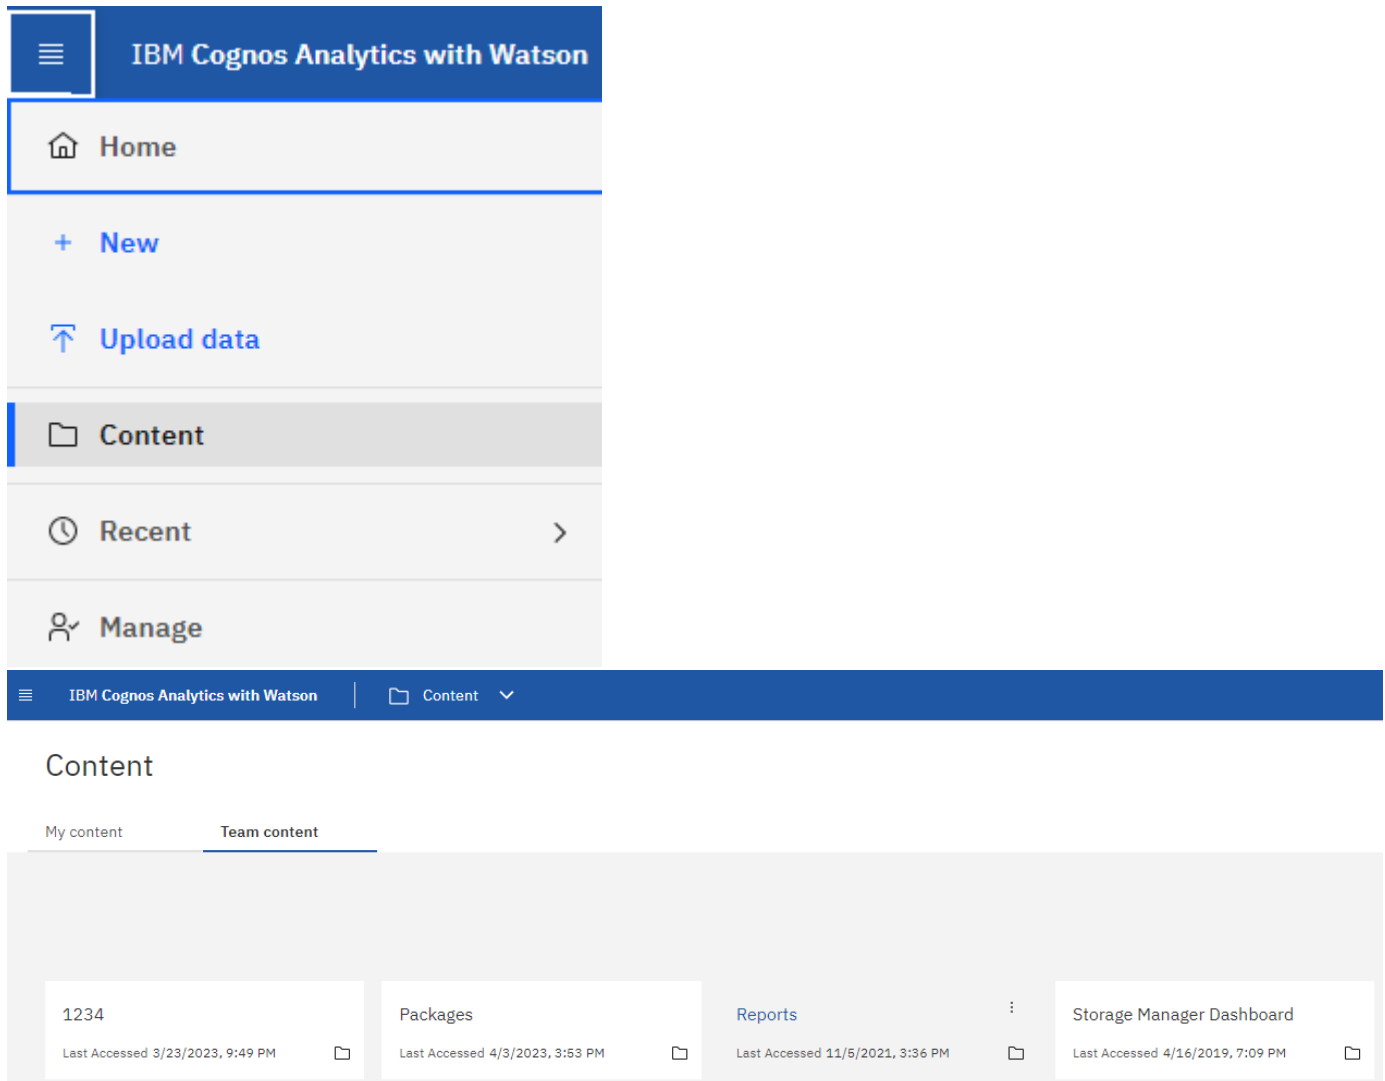 IBM Cognos Analytics with Watson
Home
New
Upload data
Content
Recent
Manage
IBM Cognos Analytics with Watson Content
Content
My content Team content
1234 Packages Reports Storage Manager Dashboard
Last Accessed 3/23/2023, 9:49 PM Last Accessed 4/3/2023, 3:53 PM Last Accessed 11/5/2021, 3:36 PM Last Accessed 4/16/2019, 7:09 PM